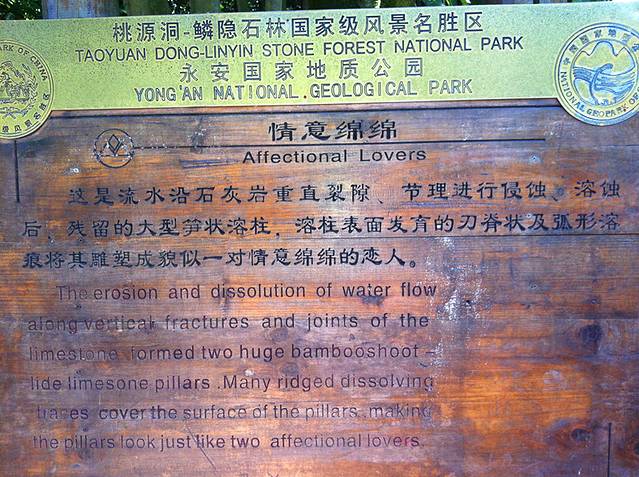 桃源洞-鳞隐石林国家级风景名胜区
TAOYUAN DONG-LINYIN STONE FOREST NATIONAL PARK
永安国家地质公园
YONG'AN NATIONAL GEOLOGICAL PARK
情意绵绵
Affectional Lovers
这是流水沿石灰岩垂直裂隙、节理进行侵蚀、溶蚀
后，残留的大型笋状溶柱，溶柱表面发育的刃脊状及弧形溶
痕将其雕塑成貌似一对情意绵绵的恋人。
The erosion and dissolution of water flow
along vertical fractures and joints of the
limestone formed two huge bambooshoot-
lide limesone pillars .Many ridged dissolving
traces cover the surface of the pillars ,making
the pillars look just like two affectional lovers.